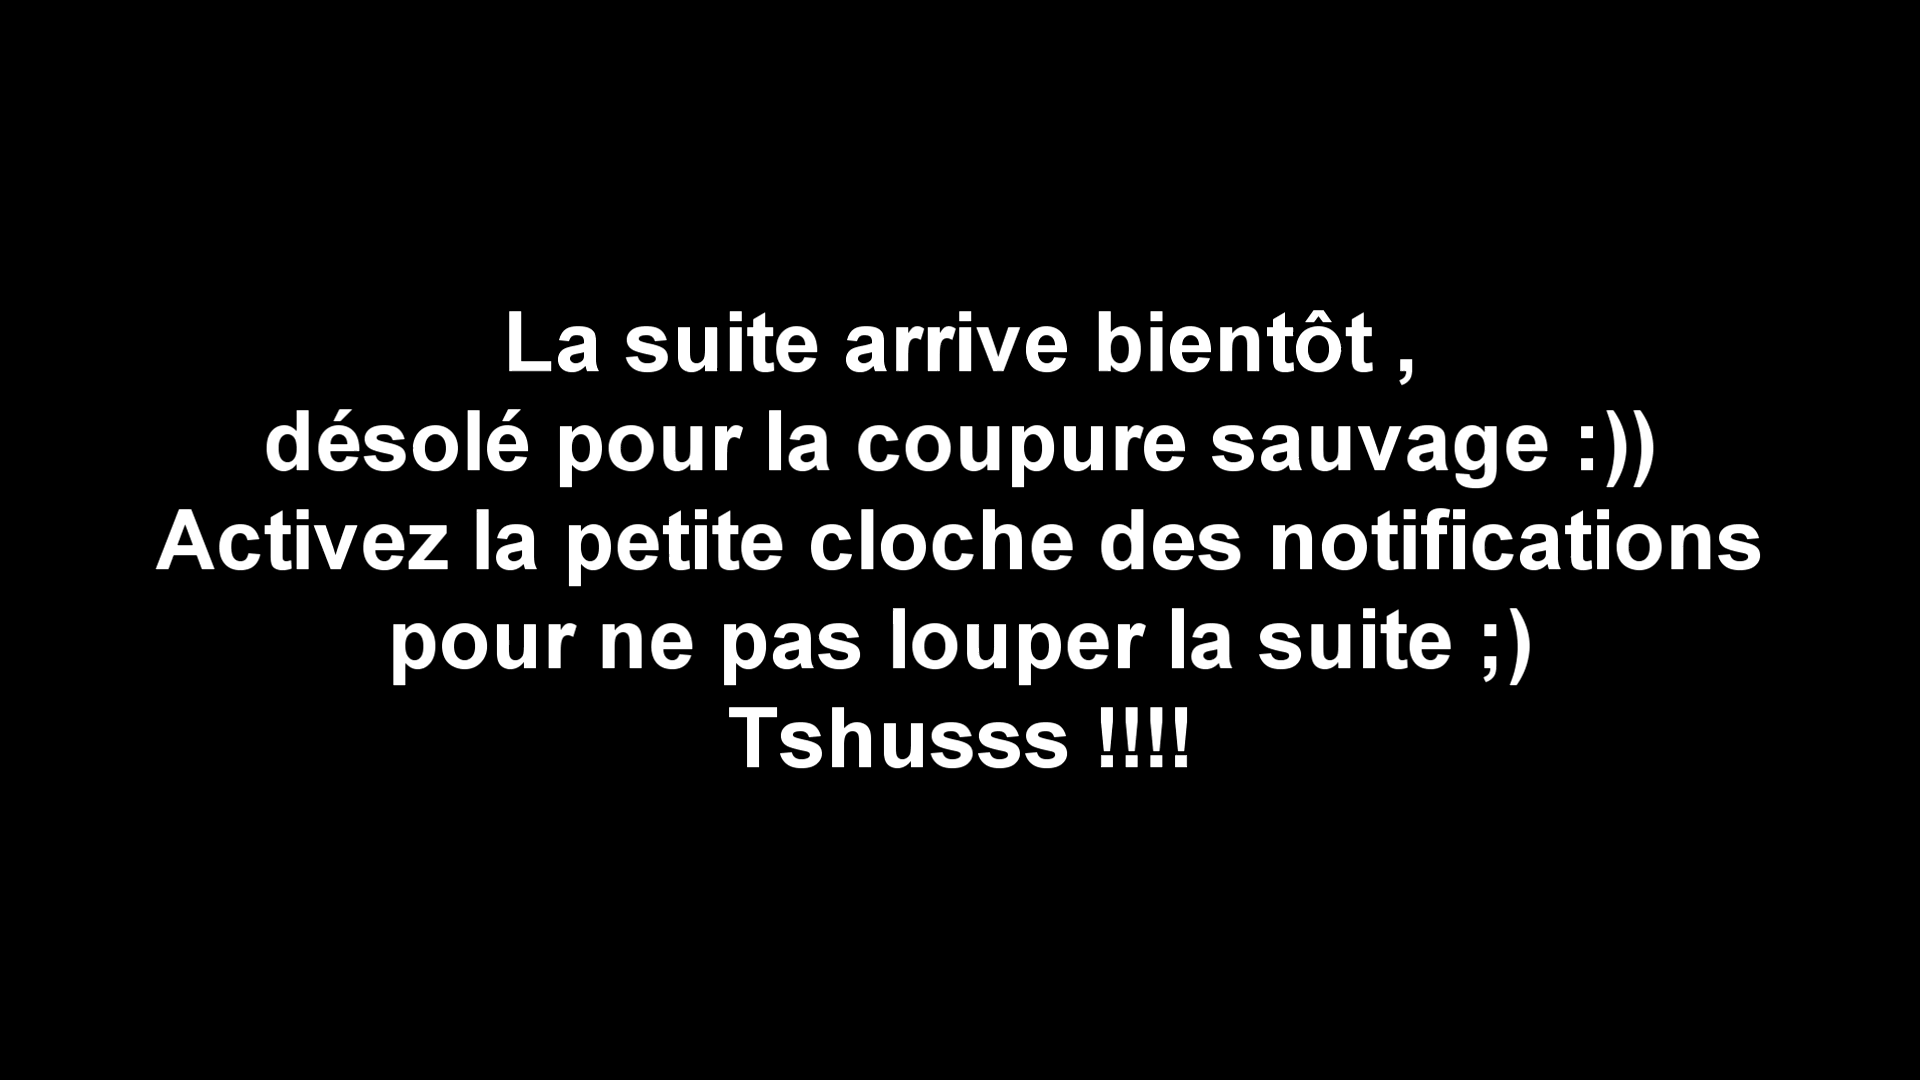 La suite arrive bientôt ,
désolé pour la coupure sauvage :))
Activez la petite cloche des notifications
pour ne pas louper la suite ;)
Tshusss !!!!